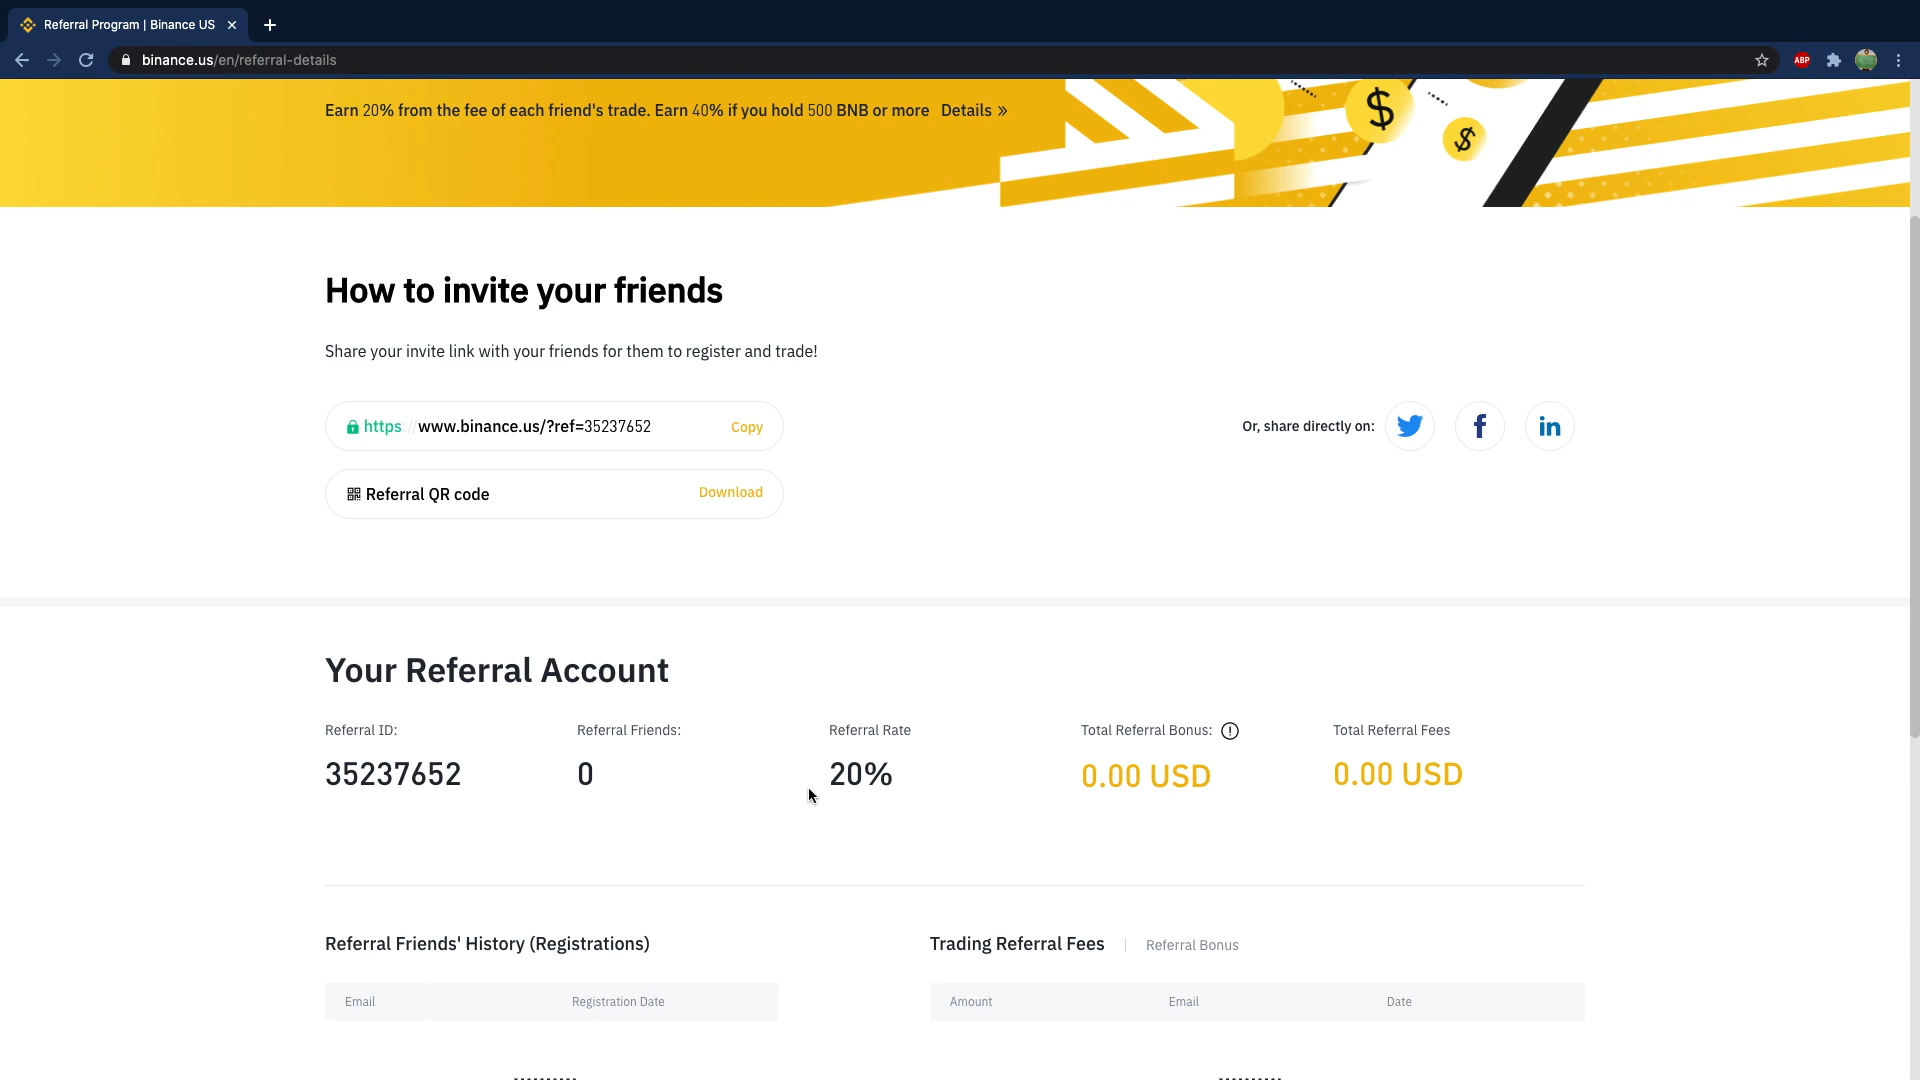 Referral Program | Binance US
binance.us/en/referral-details
ABP
Earn 20% from the fee of each friend's trade. Earn 40% if you hold 500 BNB or more Details »
$
$
How to invite your friends
Share your invite link with your friends for them to register and trade!
https // www.binance.us/?ref=35237652 Copy
Or, share directly on:
Referral QR code Download
Your Referral Account
Referral ID: Referral Friends: Referral Rate Total Referral Bonus: Total Referral Fees
35237652 0 20% 0.00 USD 0.00 USD
Referral Friends' History (Registrations)
Trading Referral Fees | Referral Bonus
Email Registration Date
Amount Email Date